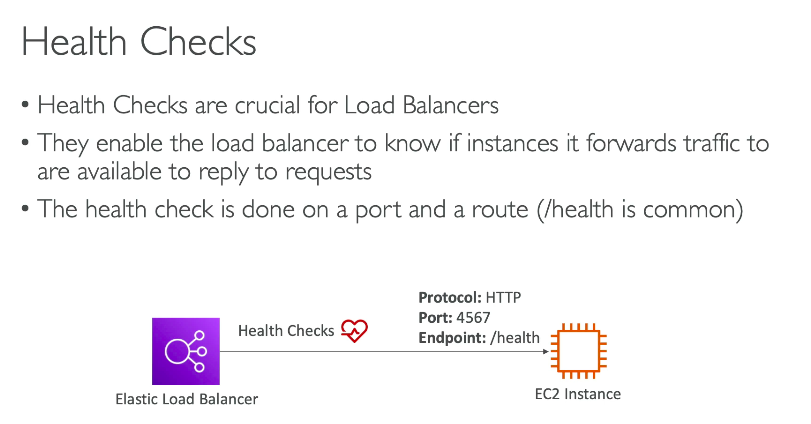 Health Checks
• Health Checks are crucial for Load Balancers
• They enable the load balancer to know if instances it forwards traffic to
are available to reply to requests
• The health check is done on a port and a route (/health is common)
Protocol: HTTP
Port: 4567
Endpoint: /health
Health Checks
Elastic Load Balancer
EC2 Instance